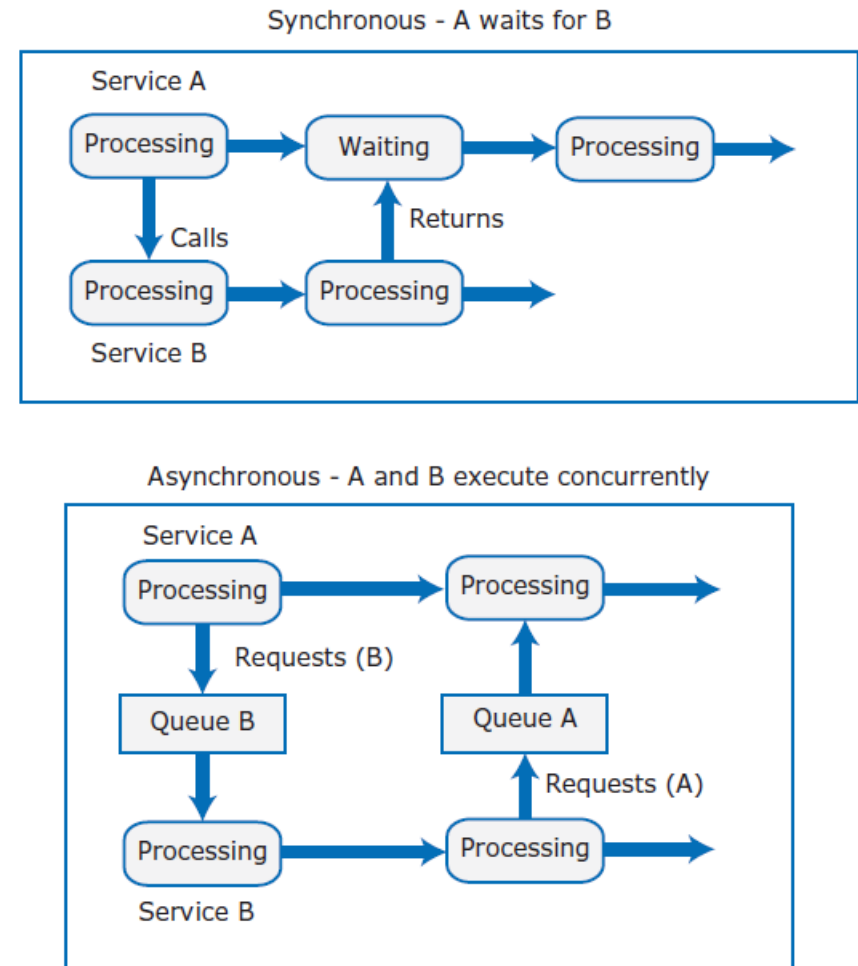 Synchronous - A waits for B
Service A
Processing
Waiting
Processing
Calls
Returns
Processing
Processing
Service B
Asynchronous - A and B execute concurrently
Service A
Processing
Processing
Requests (B)
Queue B
Queue A
Requests (A)
Processing
Processing
Service B